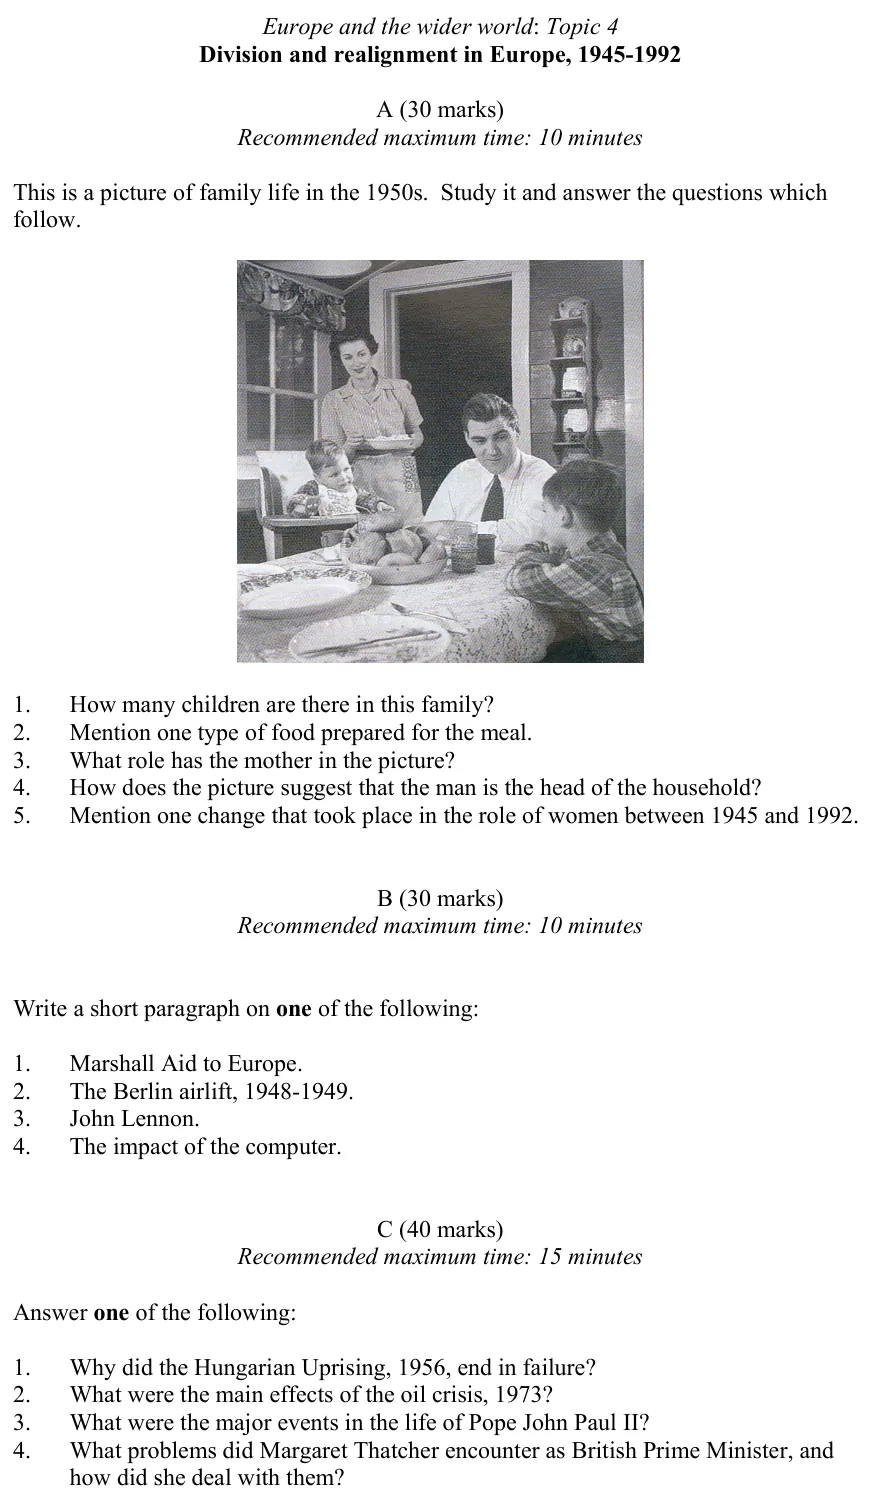 Europe and the wider world: Topic 4
Division and realignment in Europe, 1945-1992
A (30 marks)
Recommended maximum time: 10 minutes
This is a picture of family life in the 1950s.  Study it and answer the questions which
follow.
1. How many children are there in this family?
2. Mention one type of food prepared for the meal.
3. What role has the mother in the picture?
4. How does the picture suggest that the man is the head of the household?
5. Mention one change that took place in the role of women between 1945 and 1992.
B (30 marks)
Recommended maximum time: 10 minutes
Write a short paragraph on one of the following:
1. Marshall Aid to Europe.
2. The Berlin airlift, 1948-1949.
3. John Lennon.
4. The impact of the computer.
C (40 marks)
Recommended maximum time: 15 minutes
Answer one of the following:
1. Why did the Hungarian Uprising, 1956, end in failure?
2. What were the main effects of the oil crisis, 1973?
3. What were the major events in the life of Pope John Paul II?
4. What problems did Margaret Thatcher encounter as British Prime Minister, and
how did she deal with them?